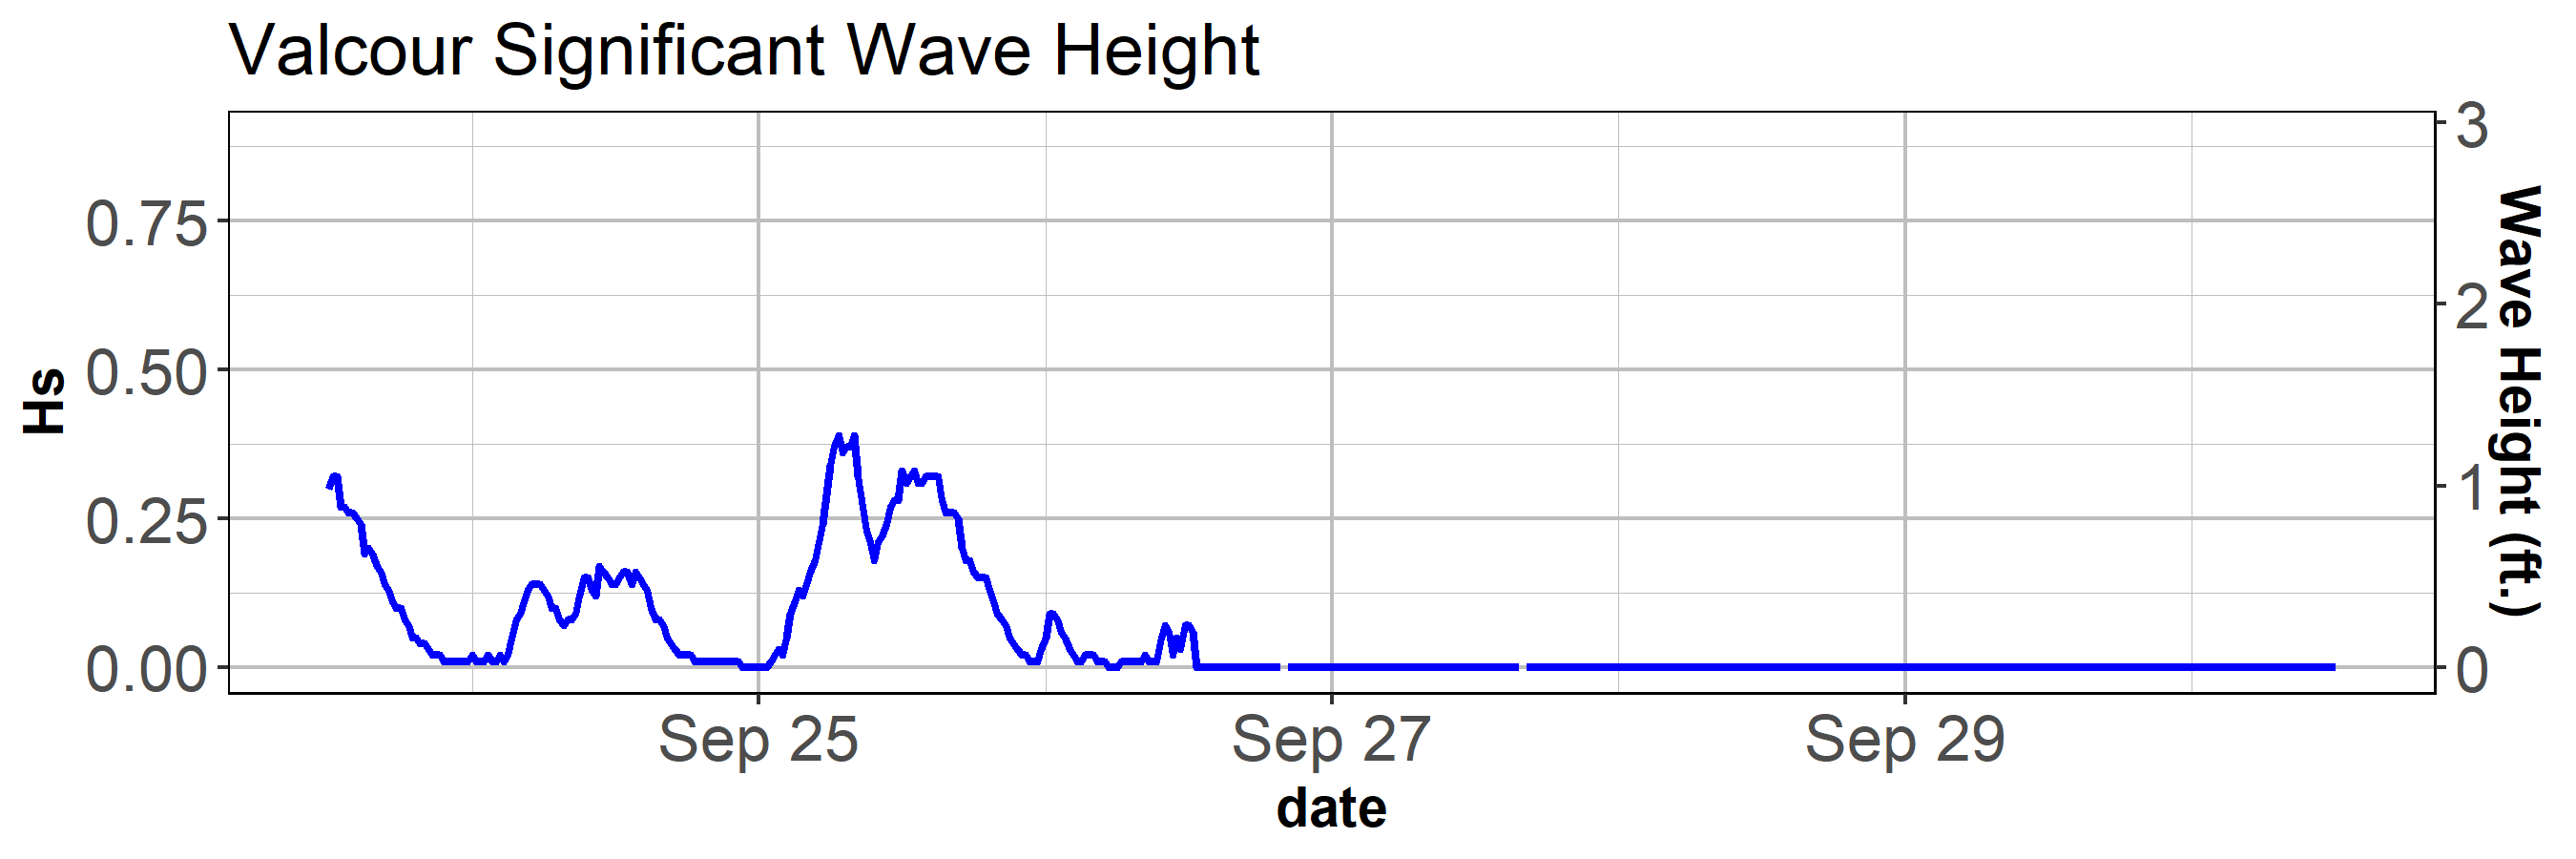 Valcour Significant Wave Height
3
0.75
2
0.50
1
0.25
0.00
0
Hs
Wave Height (ft.)
Sep 25
Sep 27
Sep 29
date